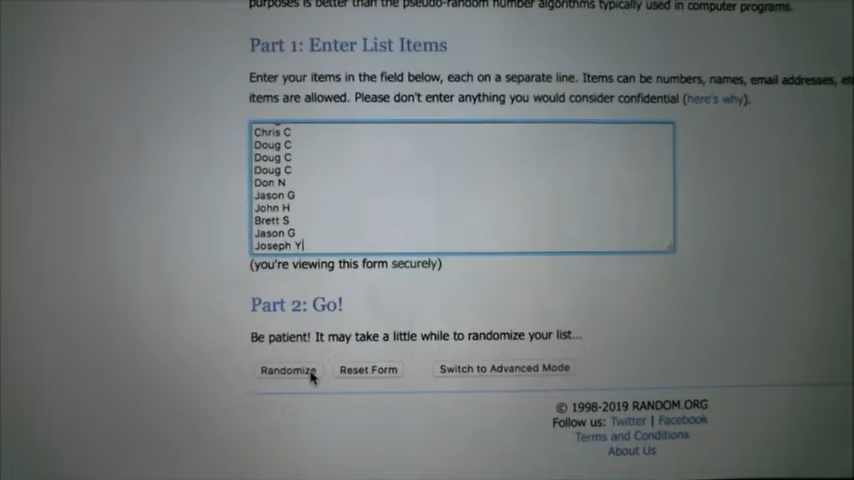 purposes is better than the pseudo-random number algorithms typically used in computer programs.
Part 1: Enter List Items
Enter your items in the field below, each on a separate line. Items can be numbers, names, email addresses, etc
items are allowed. Please don't enter anything you would consider confidential (here's why).
Chris C
Doug C
Doug C
Doug C
Don N
Jason G
John H
Brett S
Jason G
Joseph Y
(you're viewing this form securely)
Part 2: Go!
Be patient! It may take a little while to randomize your list...
Randomize Reset Form Switch to Advanced Mode
© 1998-2019 RANDOM.ORG
Follow us: Twitter | Facebook
Terms and Conditions
About Us